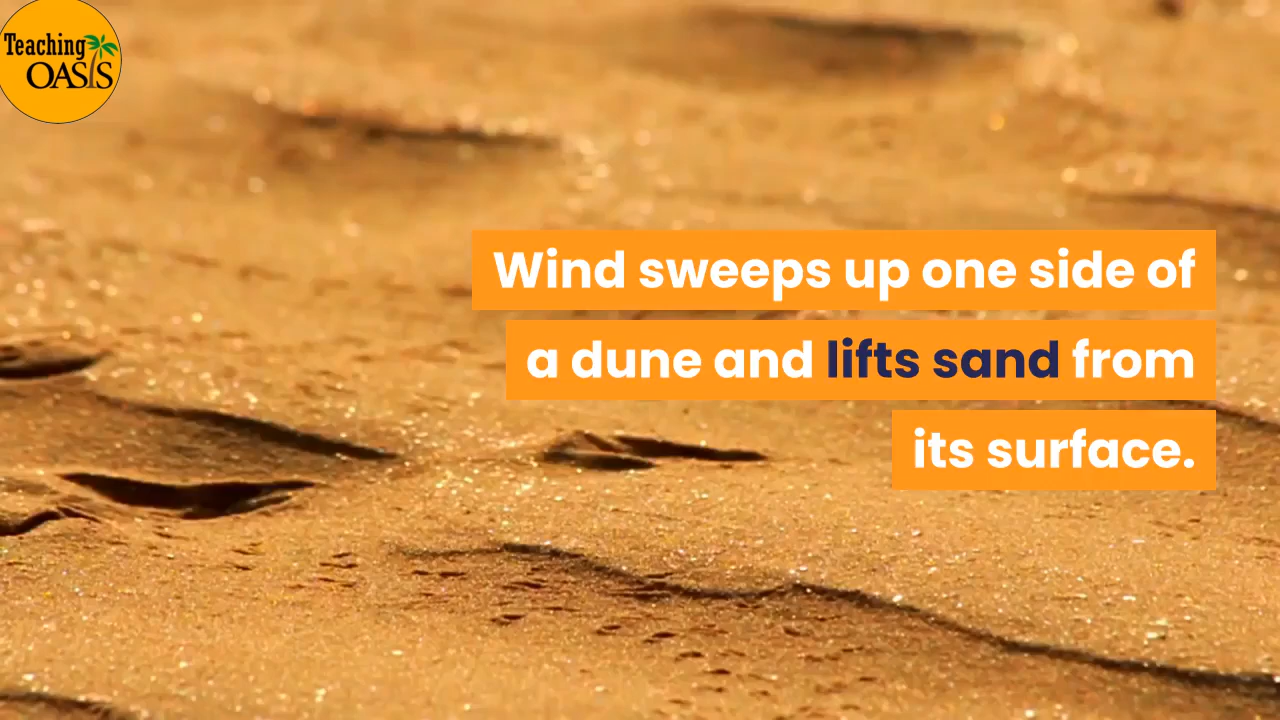 Teaching
OASIS
Wind sweeps up one side of
a dune and lifts sand from
its surface.